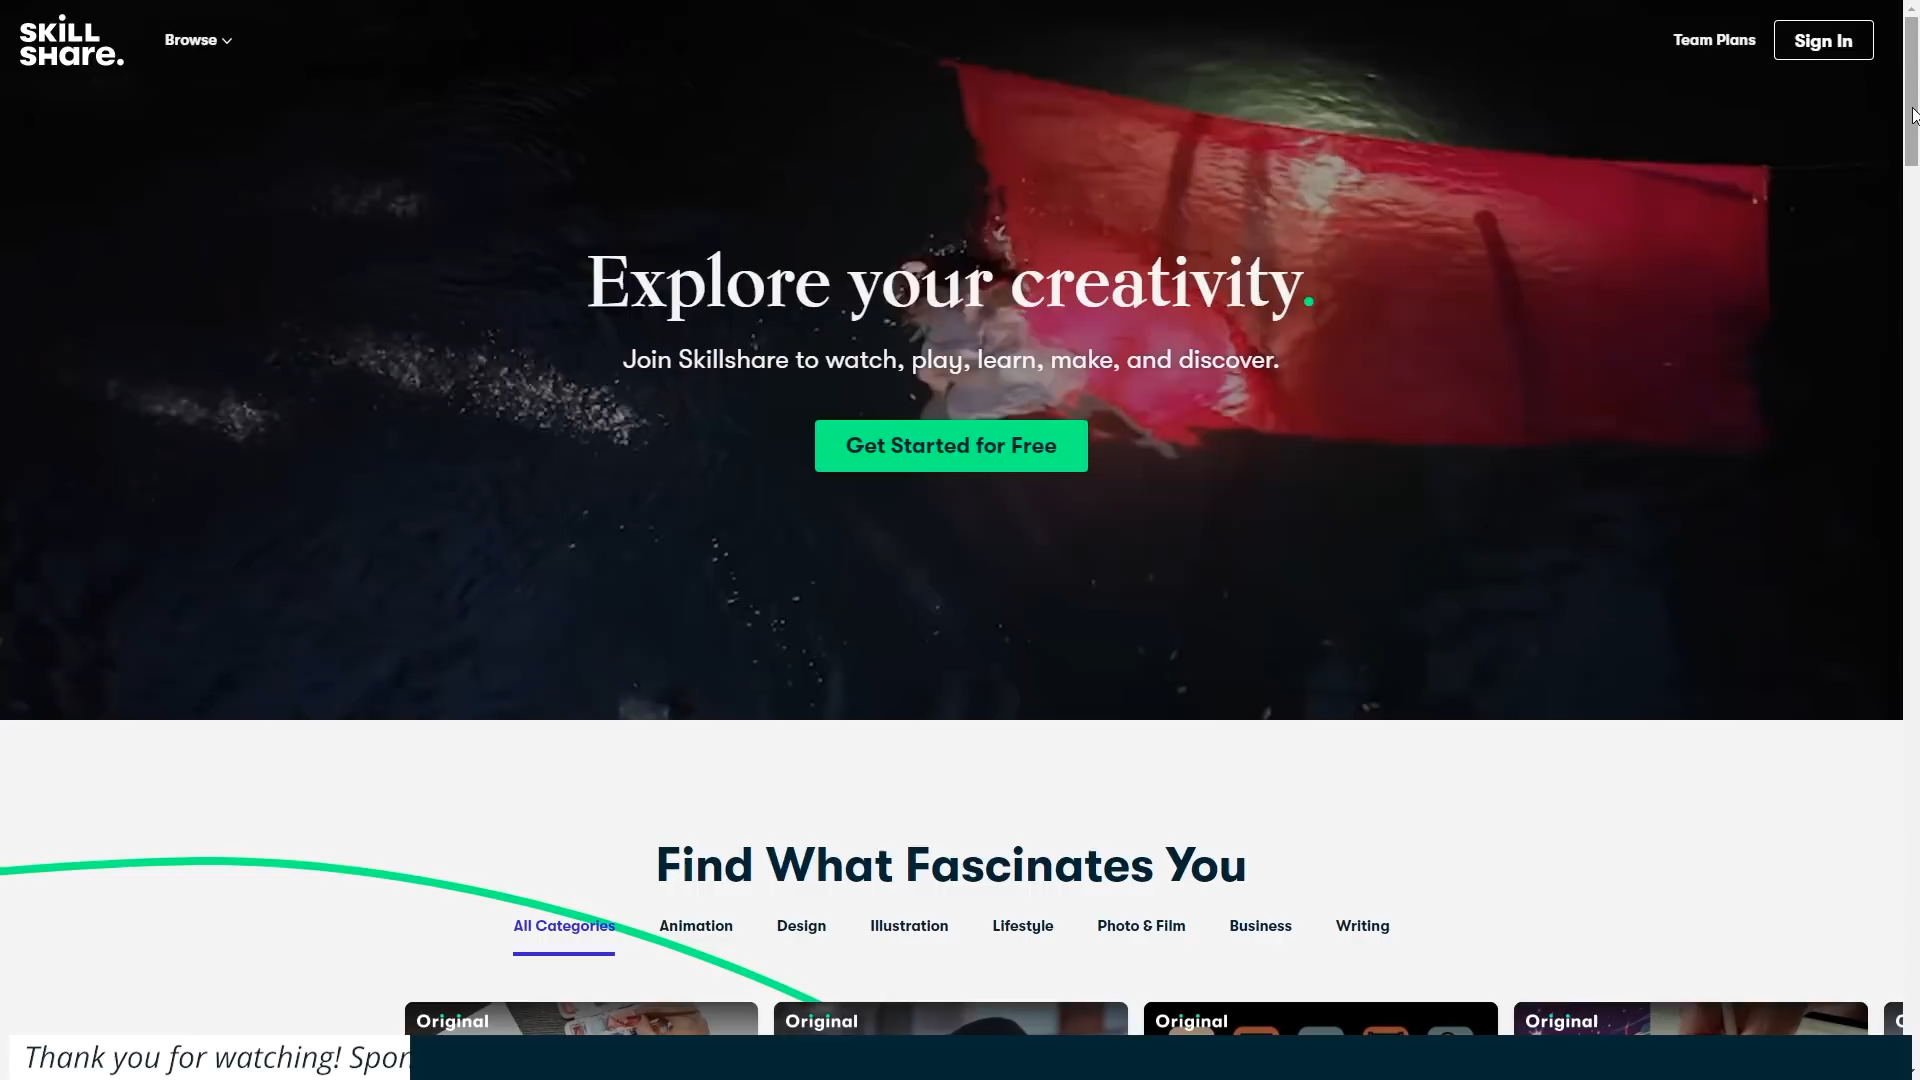 SKILL
SHARE.
Browse
Team Plans
Sign In
Explore your creativity.
Join Skillshare to watch, play, learn, make, and discover.
Get Started for Free
Find What Fascinates You
All Categories
Animation
Design
Illustration
Lifestyle
Photo & Film
Business
Writing
Original
Original
Original
Original
Thank you for watching!